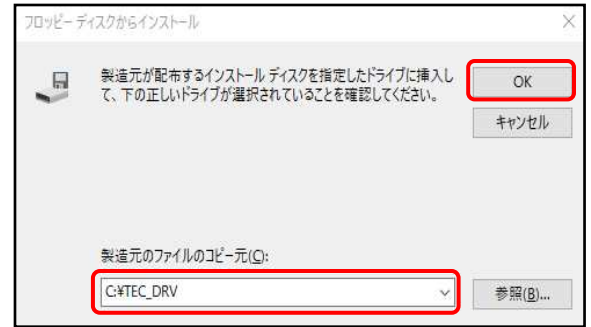 フロッピー ディスクからインストール
製造元が配布するインストール ディスクを指定したドライブに挿入し
て、下の正しいドライブが選択されていることを確認してください。
OK
キャンセル
製造元のファイルのコピー元(C):
C:¥TEC_DRV
参照(B)...